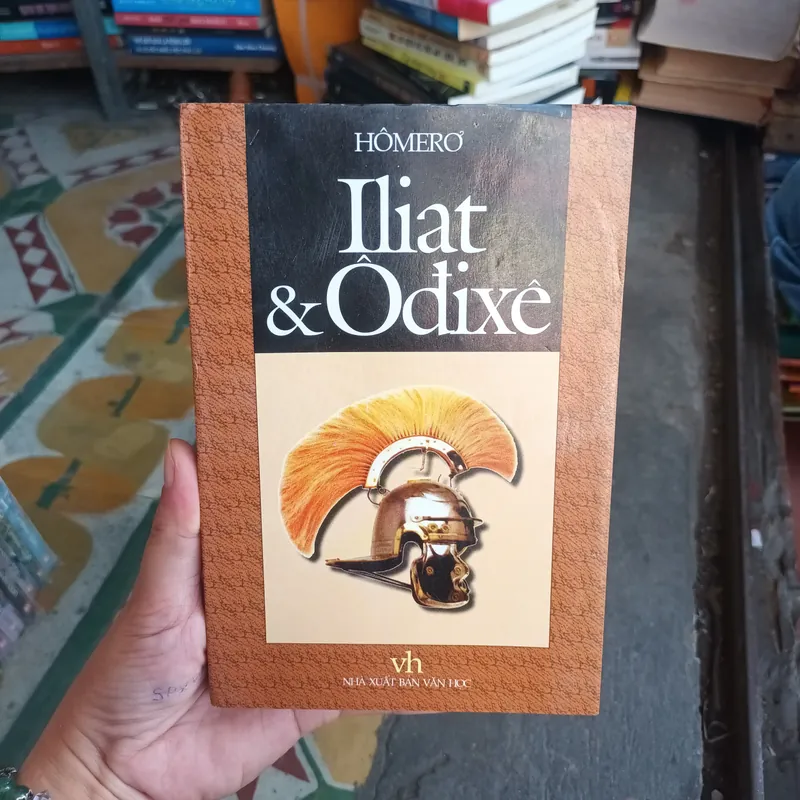 HÔMERƠ
Iliat
& Ôđixê
vh
NHÀ XUẤT BẢN VĂN HỌC